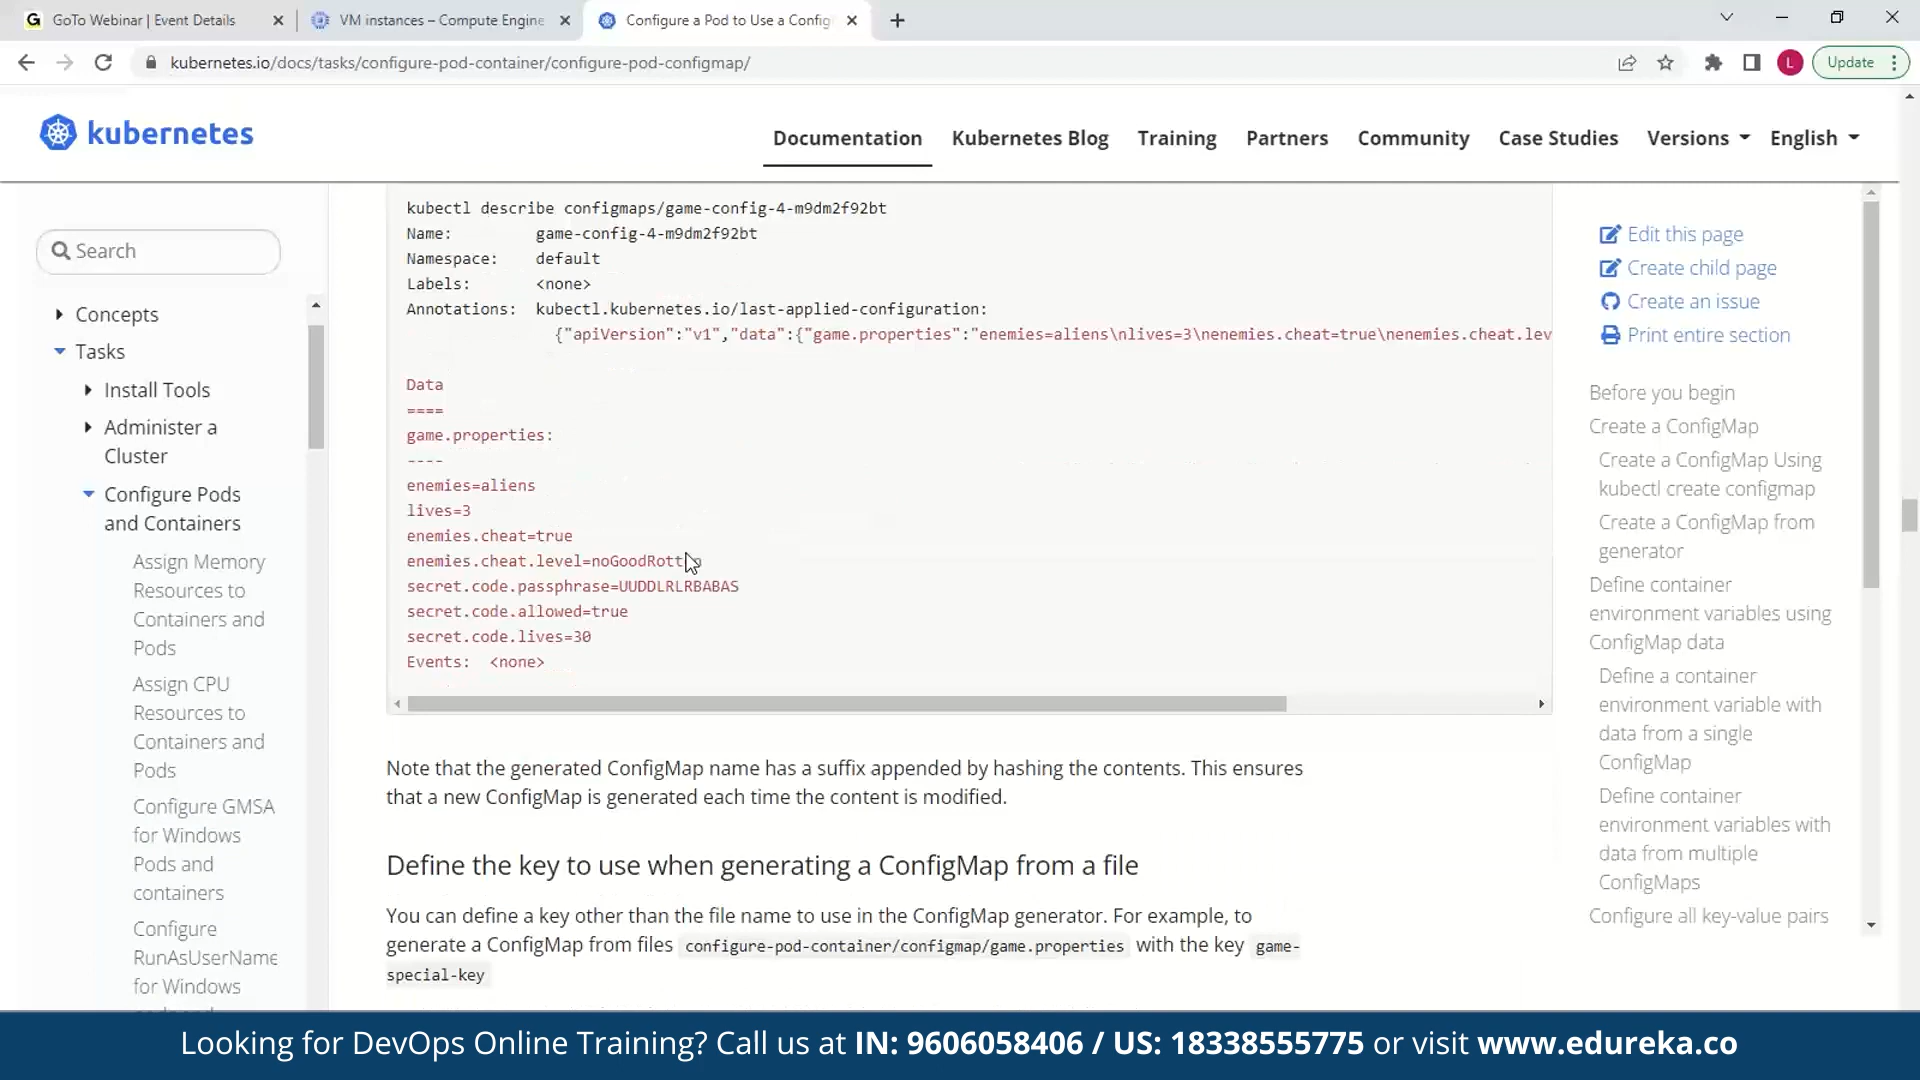 GoTo Webinar | Event Details
VM instances – Compute Engine
Configure a Pod to Use a Config
kubernetes.io/docs/tasks/configure-pod-container/configure-pod-configmap/
L
Update
kubernetes
Documentation
Kubernetes Blog
Training
Partners
Community
Case Studies
Versions
English
Search
Concepts
Tasks
Install Tools
Administer a
Cluster
Configure Pods
and Containers
Assign Memory
Resources to
Containers and
Pods
Assign CPU
Resources to
Containers and
Pods
Configure GMSA
for Windows
Pods and
containers
Configure
RunAsUserName
for Windows
kubectl describe configmaps/game-config-4-m9dm2f92bt
Name: game-config-4-m9dm2f92bt
Namespace: default
Labels: <none>
Annotations: kubectl.kubernetes.io/last-applied-configuration:
{"apiVersion":"v1","data":{"game.properties":"enemies=aliens\nlives=3\nenemies.cheat=true\nenemies.cheat.lev
Data
====
game.properties:
----
enemies=aliens
lives=3
enemies.cheat=true
enemies.cheat.level=noGoodRotten
secret.code.passphrase=UUDDLRLRBABAS
secret.code.allowed=true
secret.code.lives=30
Events: <none>
Note that the generated ConfigMap name has a suffix appended by hashing the contents. This ensures
that a new ConfigMap is generated each time the content is modified.
Define the key to use when generating a ConfigMap from a file
You can define a key other than the file name to use in the ConfigMap generator. For example, to
generate a ConfigMap from files configure-pod-container/configmap/game.properties with the key game-
special-key
Edit this page
Create child page
Create an issue
Print entire section
Before you begin
Create a ConfigMap
Create a ConfigMap Using
kubectl create configmap
Create a ConfigMap from
generator
Define container
environment variables using
ConfigMap data
Define a container
environment variable with
data from a single
ConfigMap
Define container
environment variables with
data from multiple
ConfigMaps
Configure all key-value pairs
Looking for DevOps Online Training? Call us at IN: 9606058406 / US: 18338555775 or visit www.edureka.co